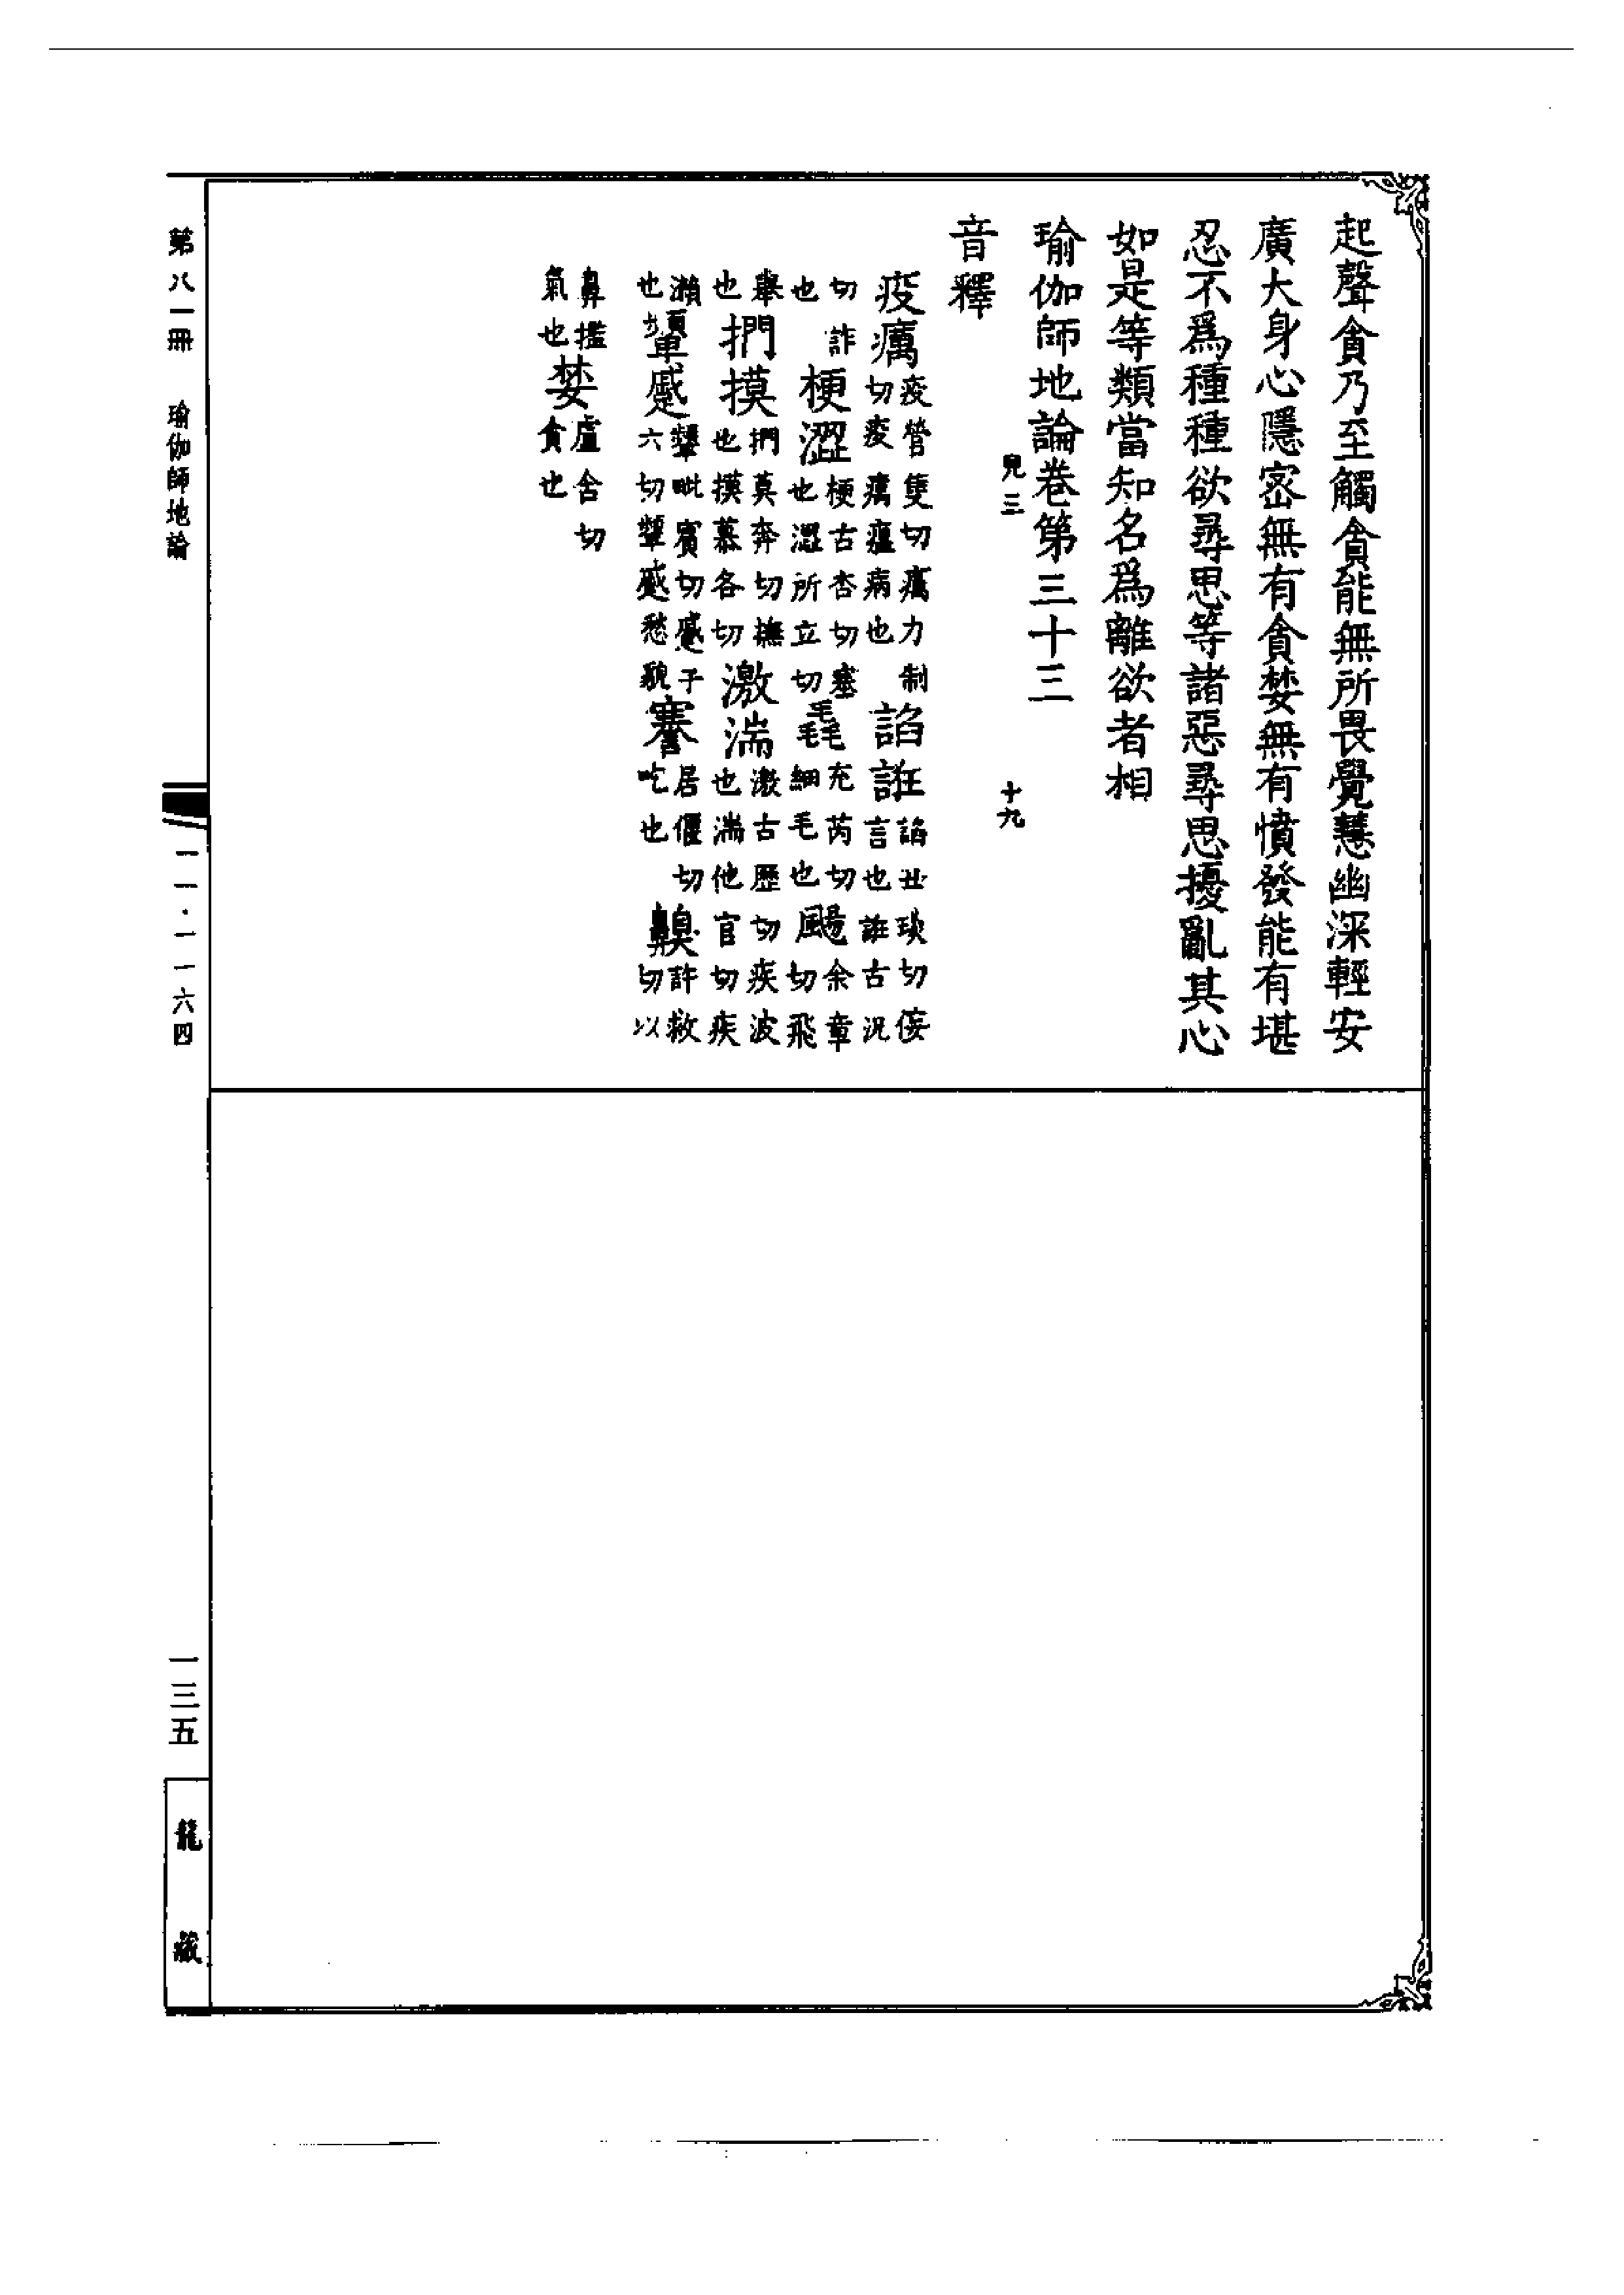 起聲貪乃至觸貪能無所畏覺慧幽深輕安
廣大身心隱密無有貪婪無有憤發能有堪
忍不爲種種欲尋思等諸惡尋思擾亂其心
如是等類當知名爲離欲者相
瑜伽師地論卷第三十三
兒三 十九
音釋
疫癘疫營隻切癘力制切疫癘瘟病也 諂誑諂丑琰切佞言也誑古況
切詐也 梗澀梗古杏切塞也澀所立切 毳充芮切細毛也 颺余章切飛
舉也 捫摸捫莫奔切撫也摸慕各切 激湍激古歷切疾波也湍他官切疾
瀨也 顰蹙顰毗賓切蹙子六切顰蹙愁貌 謇居偃切吃也 齅許救切以
鼻㩜氣也 婪盧含切貪也
第八一冊 瑜伽師地論
一一·一一六四
一三五
龍藏